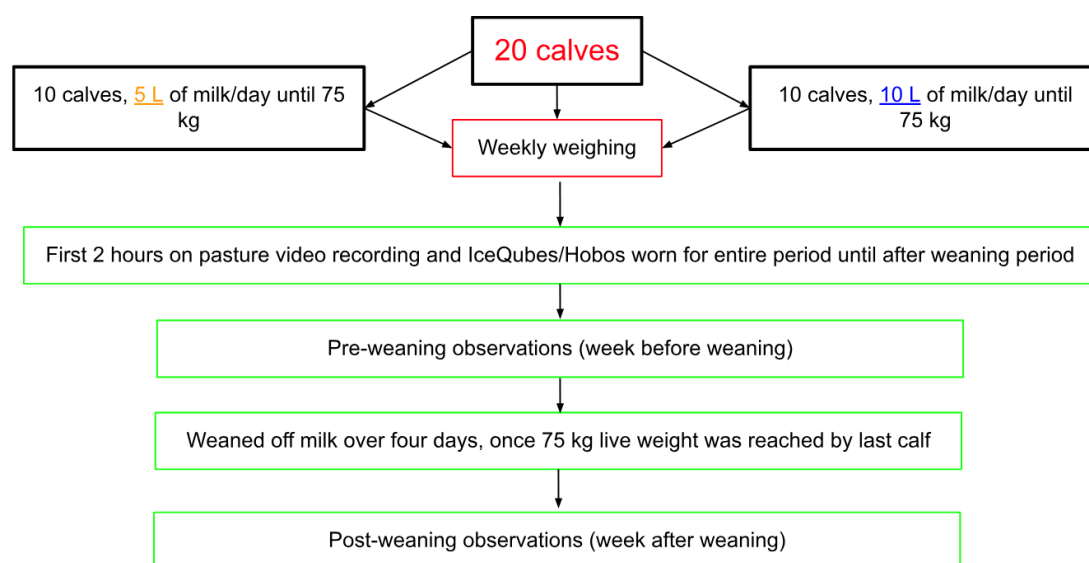 20 calves
10 calves, 5 L of milk/day until 75
kg
10 calves, 10 L of milk/day until
75 kg
Weekly weighing
First 2 hours on pasture video recording and IceQubes/Hobos worn for entire period until after weaning period
Pre-weaning observations (week before weaning)
Weaned off milk over four days, once 75 kg live weight was reached by last calf
Post-weaning observations (week after weaning)